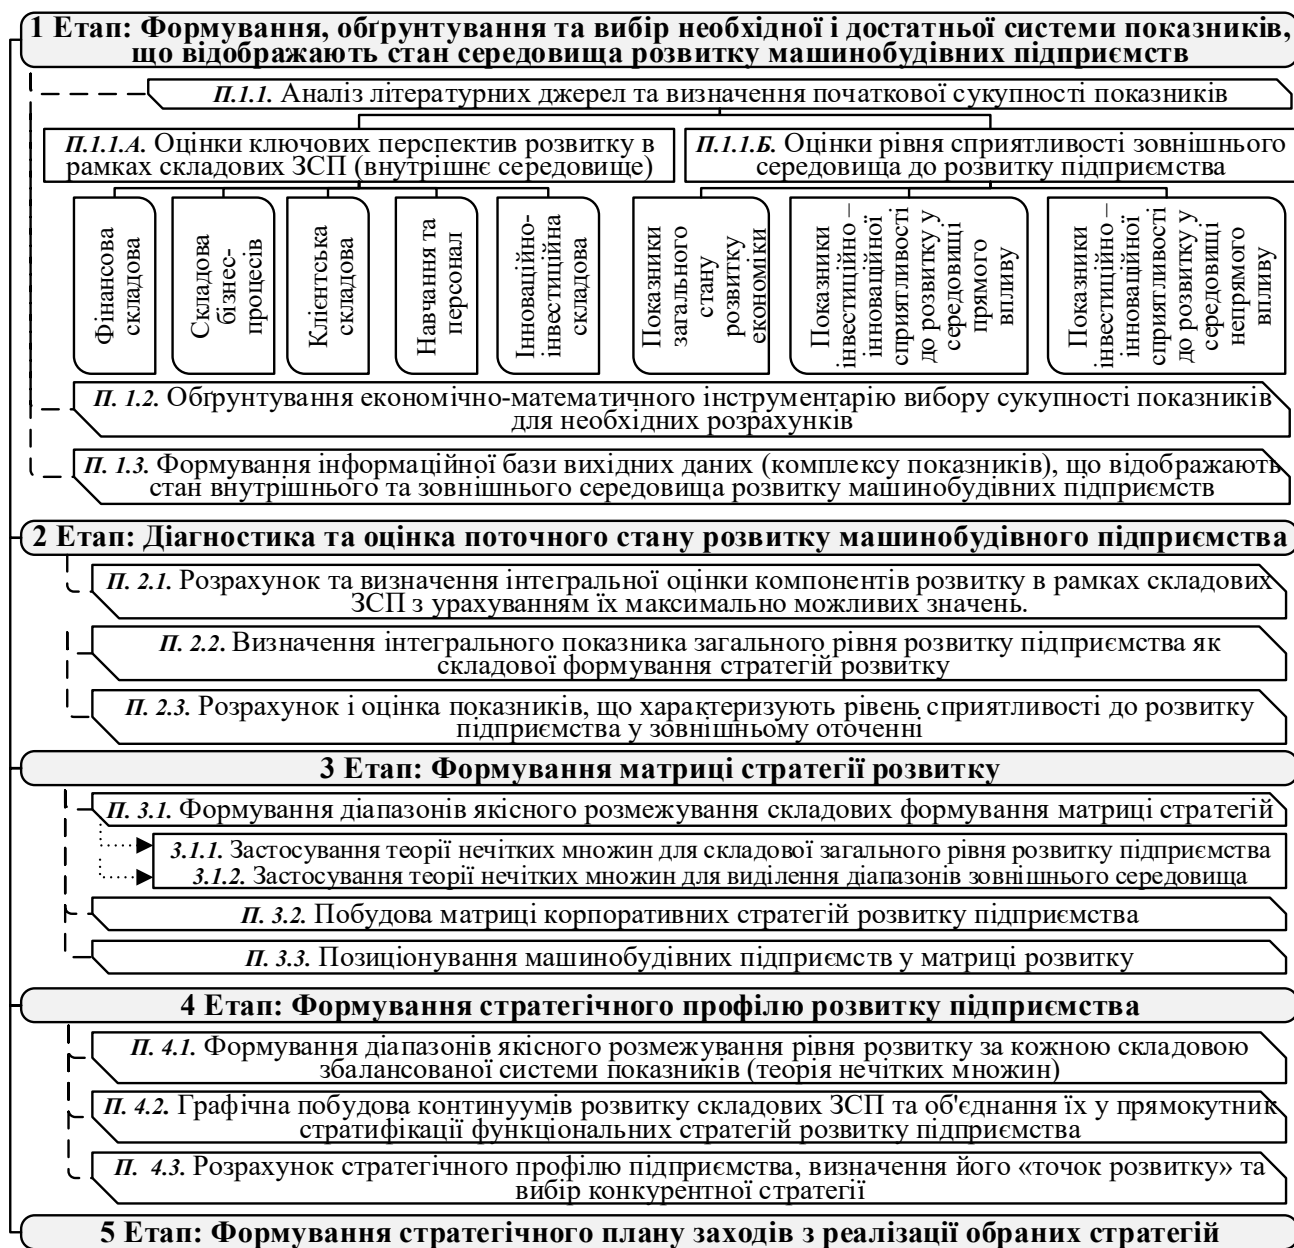 1 Етап: Формування, обґрунтування та вибір необхідної і достатньої системи показників,
що відображають стан середовища розвитку машинобудівних підприємств
П.1.1. Аналіз літературних джерел та визначення початкової сукупності показників
П.1.1.А. Оцінки ключових перспектив розвитку в
рамках складових ЗСП (внутрішнє середовище)
П.1.1.Б. Оцінки рівня сприятливості зовнішнього
середовища до розвитку підприємства
Фінансова
складова
Складова
бізнес-
процесів
Клієнтська
складова
Навчання та
персонал
Інноваційно-
інвестиційна
складова
Показники
загального
стану
розвитку
економіки
Показники
інвестиційно –
інноваційної
сприятливості
до розвитку у
середовищі
прямого
впливу
Показники
інвестиційно –
інноваційної
сприятливості
до розвитку у
середовищі
непрямого
впливу
П. 1.2. Обґрунтування економічно-математичного інструментарію вибору сукупності показників
для необхідних розрахунків
П. 1.3. Формування інформаційної бази вихідних даних (комплексу показників), що відображають
стан внутрішнього та зовнішнього середовища розвитку машинобудівних підприємств
2 Етап: Діагностика та оцінка поточного стану розвитку машинобудівного підприємства
П. 2.1. Розрахунок та визначення інтегральної оцінки компонентів розвитку в рамках складових
ЗСП з урахуванням їх максимально можливих значень.
П. 2.2. Визначення інтегрального показника загального рівня розвитку підприємства як
складової формування стратегій розвитку
П. 2.3. Розрахунок і оцінка показників, що характеризують рівень сприятливості до розвитку
підприємства у зовнішньому оточенні
3 Етап: Формування матриці стратегії розвитку
П. 3.1. Формування діапазонів якісного розмежування складових формування матриці стратегій
3.1.1. Застосування теорії нечітких множин для складової загального рівня розвитку підприємства
3.1.2. Застосування теорії нечітких множин для виділення діапазонів зовнішнього середовища
П. 3.2. Побудова матриці корпоративних стратегій розвитку підприємства
П. 3.3. Позиціонування машинобудівних підприємств у матриці розвитку
4 Етап: Формування стратегічного профілю розвитку підприємства
П. 4.1. Формування діапазонів якісного розмежування рівня розвитку за кожною складовою
збалансованої системи показників (теорія нечітких множин)
П. 4.2. Графічна побудова континуумів розвитку складових ЗСП та об'єднання їх у прямокутник
стратифікації функціональних стратегій розвитку підприємства
П. 4.3. Розрахунок стратегічного профілю підприємства, визначення його «точок розвитку» та
вибір конкурентної стратегії
5 Етап: Формування стратегічного плану заходів з реалізації обраних стратегій